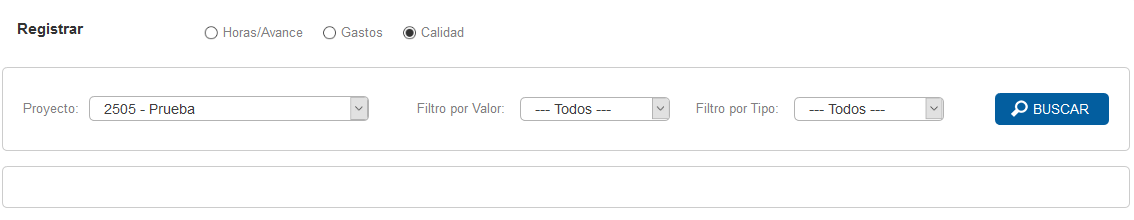 Registrar
Horas/Avance Gastos Calidad
Proyecto: 2505 - Prueba Filtro por Valor: --- Todos --- Filtro por Tipo: --- Todos --- BUSCAR